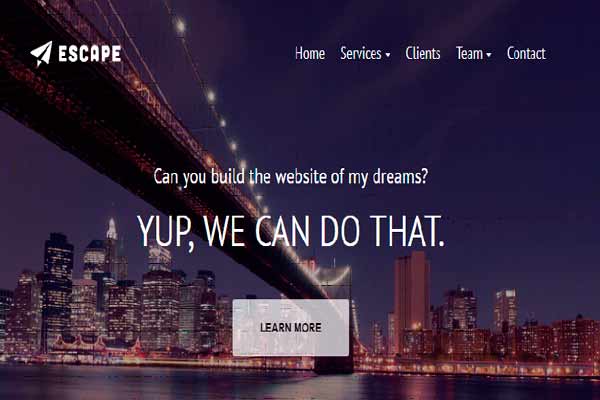 ESCAPE
Home Services Clients Team Contact
Can you build the website of my dreams?
YUP, WE CAN DO THAT.
LEARN MORE